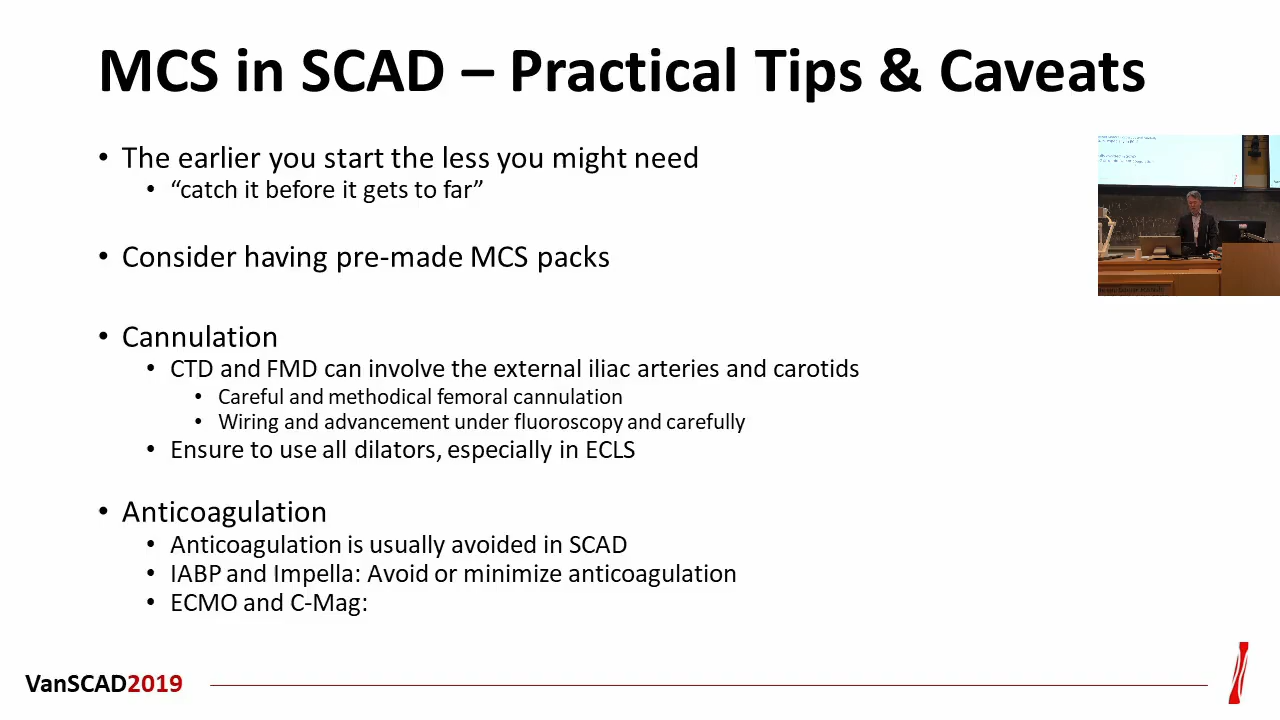 MCS in SCAD – Practical Tips & Caveats
• The earlier you start the less you might need
• “catch it before it gets to far”
• Consider having pre-made MCS packs
• Cannulation
• CTD and FMD can involve the external iliac arteries and carotids
• Careful and methodical femoral cannulation
• Wiring and advancement under fluoroscopy and carefully
• Ensure to use all dilators, especially in ECLS
• Anticoagulation
• Anticoagulation is usually avoided in SCAD
• IABP and Impella: Avoid or minimize anticoagulation
• ECMO and C-Mag:
VanSCAD2019